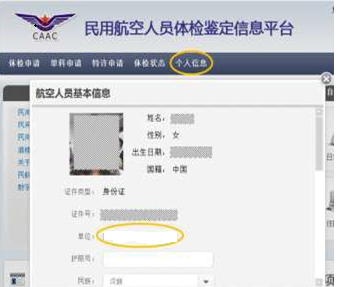 CAAC
民用航空人员体检鉴定信息平台
体检申请 单科申请 特许申请 体检状态 个人信息
航空人员基本信息
姓名:
性别: 女
出生日期:
国籍: 中国
证件类型: 身份证
证件号:
单位:
护照号:
民族: 汉族